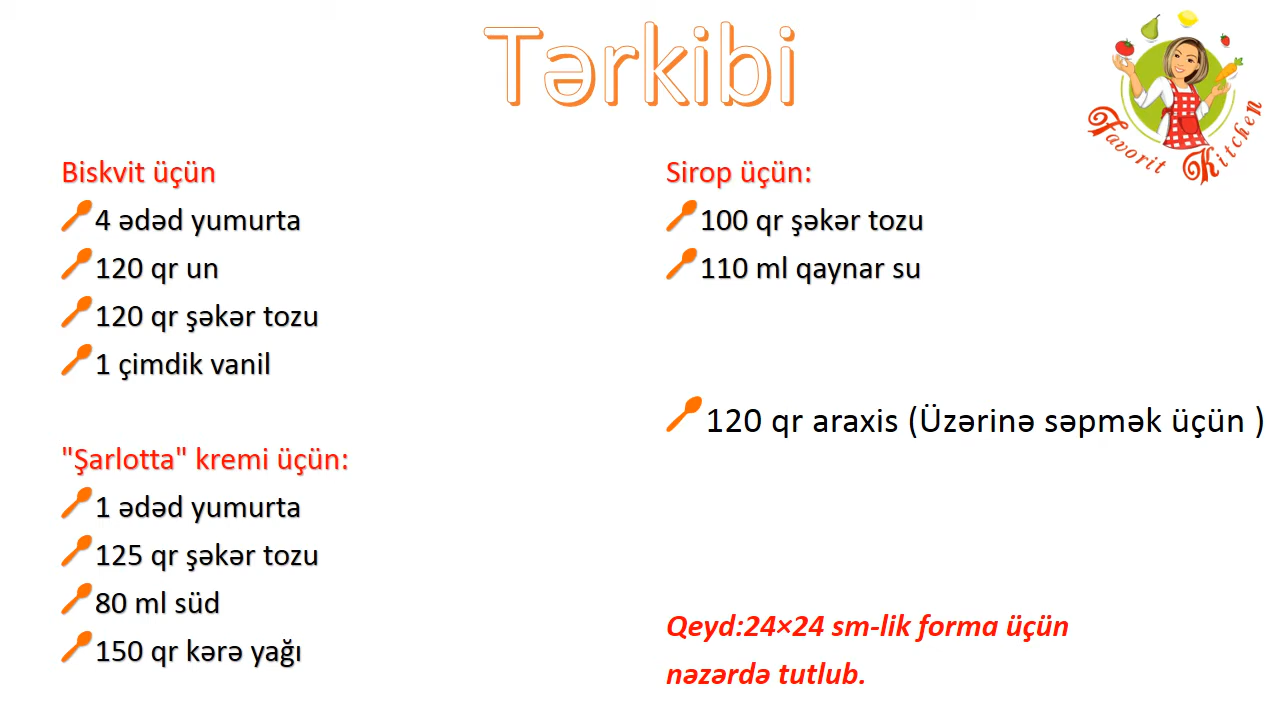 Tərkibi
Favorit Kitchen
Biskvit üçün
4 ədəd yumurta
120 qr un
120 qr şəkər tozu
1 çimdik vanil
"Şarlotta" kremi üçün:
1 ədəd yumurta
125 qr şəkər tozu
80 ml süd
150 qr kərə yağı
Sirop üçün:
100 qr şəkər tozu
110 ml qaynar su
120 qr araxis (Üzərinə səpmək üçün )
Qeyd:24×24 sm-lik forma üçün
nəzərdə tutlub.